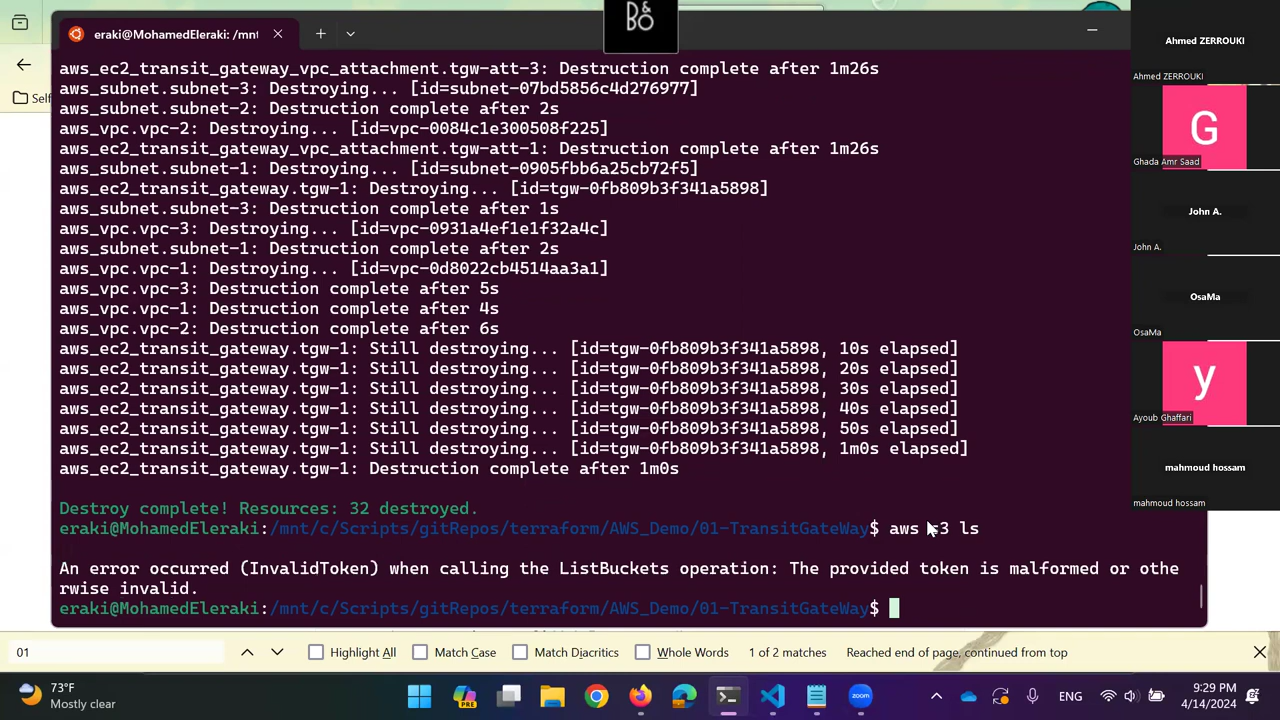 B&O
eraki@MohamedEleraki: /mnt
Self
aws_ec2_transit_gateway_vpc_attachment.tgw-att-3: Destruction complete after 1m26s
aws_subnet.subnet-3: Destroying... [id=subnet-07bd5856c4d276977]
aws_subnet.subnet-2: Destruction complete after 2s
aws_vpc.vpc-2: Destroying... [id=vpc-0084c1e300508f225]
aws_ec2_transit_gateway_vpc_attachment.tgw-att-1: Destruction complete after 1m26s
aws_subnet.subnet-1: Destroying... [id=subnet-0905fbb6a25cb72f5]
aws_ec2_transit_gateway.tgw-1: Destroying... [id=tgw-0fb809b3f341a5898]
aws_subnet.subnet-3: Destruction complete after 1s
aws_vpc.vpc-3: Destroying... [id=vpc-0931a4ef1e1f32a4c]
aws_subnet.subnet-1: Destruction complete after 2s
aws_vpc.vpc-1: Destroying... [id=vpc-0d8022cb4514aa3a1]
aws_vpc.vpc-3: Destruction complete after 5s
aws_vpc.vpc-1: Destruction complete after 4s
aws_vpc.vpc-2: Destruction complete after 6s
aws_ec2_transit_gateway.tgw-1: Still destroying... [id=tgw-0fb809b3f341a5898, 10s elapsed]
aws_ec2_transit_gateway.tgw-1: Still destroying... [id=tgw-0fb809b3f341a5898, 20s elapsed]
aws_ec2_transit_gateway.tgw-1: Still destroying... [id=tgw-0fb809b3f341a5898, 30s elapsed]
aws_ec2_transit_gateway.tgw-1: Still destroying... [id=tgw-0fb809b3f341a5898, 40s elapsed]
aws_ec2_transit_gateway.tgw-1: Still destroying... [id=tgw-0fb809b3f341a5898, 50s elapsed]
aws_ec2_transit_gateway.tgw-1: Still destroying... [id=tgw-0fb809b3f341a5898, 1m0s elapsed]
aws_ec2_transit_gateway.tgw-1: Destruction complete after 1m0s
Destroy complete! Resources: 32 destroyed.
eraki@MohamedEleraki:/mnt/c/Scripts/gitRepos/terraform/AWS_Demo/01-TransitGateWay$ aws s3 ls
An error occurred (InvalidToken) when calling the ListBuckets operation: The provided token is malformed or othe
rwise invalid.
eraki@MohamedEleraki:/mnt/c/Scripts/gitRepos/terraform/AWS_Demo/01-TransitGateWay$
Ahmed ZERROUKI
Ahmed ZERROUKI
G
Ghada Amr Saad
John A.
John A.
OsaMa
OsaMa
y
Ayoub Ghaffari
mahmoud hossam
mahmoud hossam
01
Highlight All
Match Case
Match Diacritics
Whole Words
1 of 2 matches
Reached end of page, continued from top
73°F
Mostly clear
PRE
zoom
ENG
9:29 PM
4/14/2024